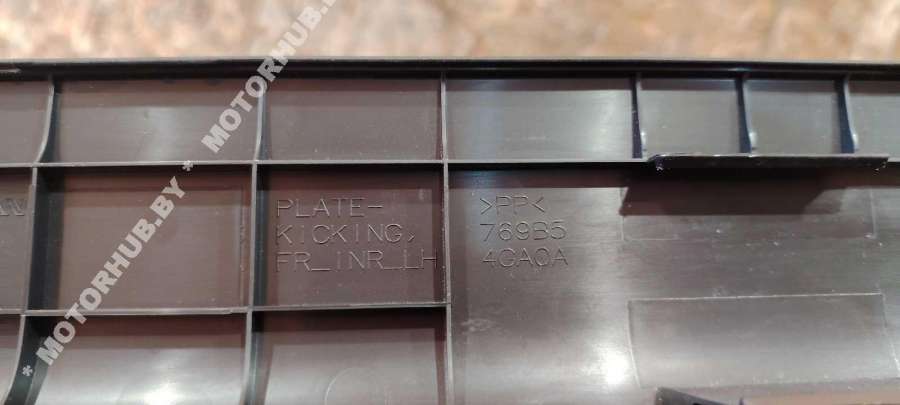 * MOTORHUB.BY * MOTORHUB.BY *
PLATE-
KiCKiNG,
FR_iNR_LH
>PP<
769B5
4GA0A